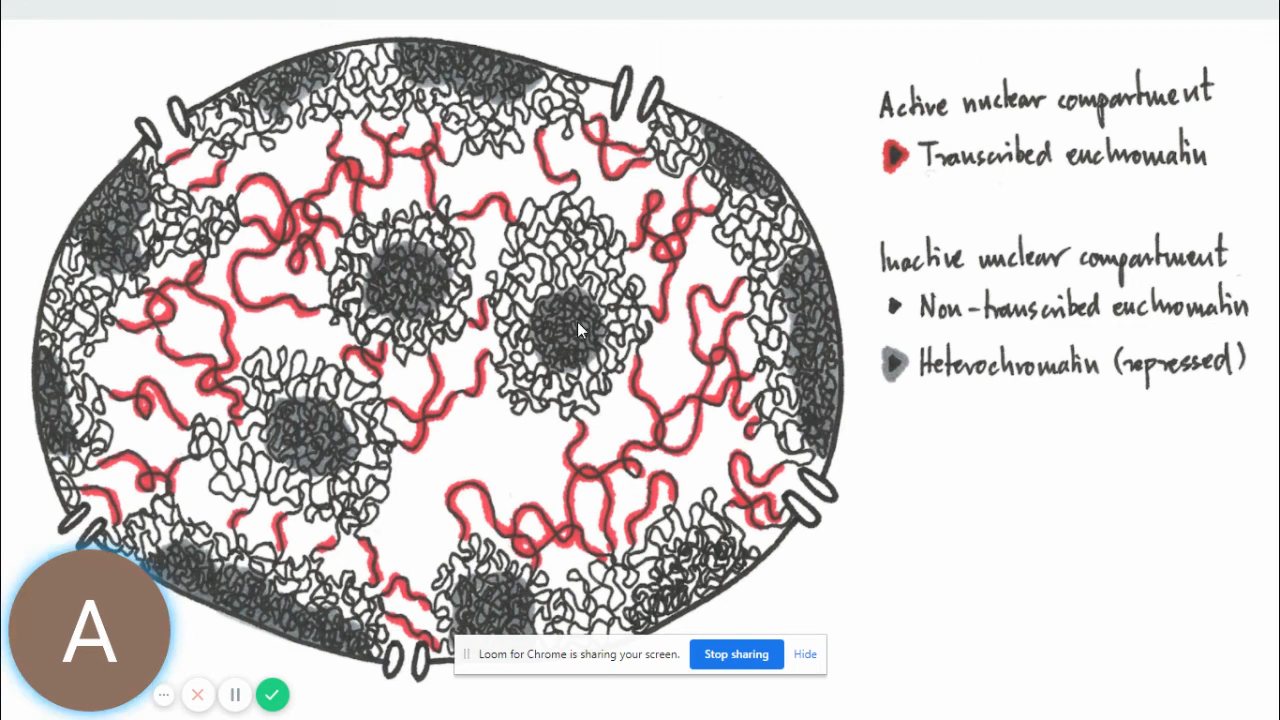 Active nuclear compartment
Transcribed euchromatin
Inactive nuclear compartment
Non-transcribed euchromatin
Heterochromatin (repressed)
A
Loom for Chrome is sharing your screen. Stop sharing Hide